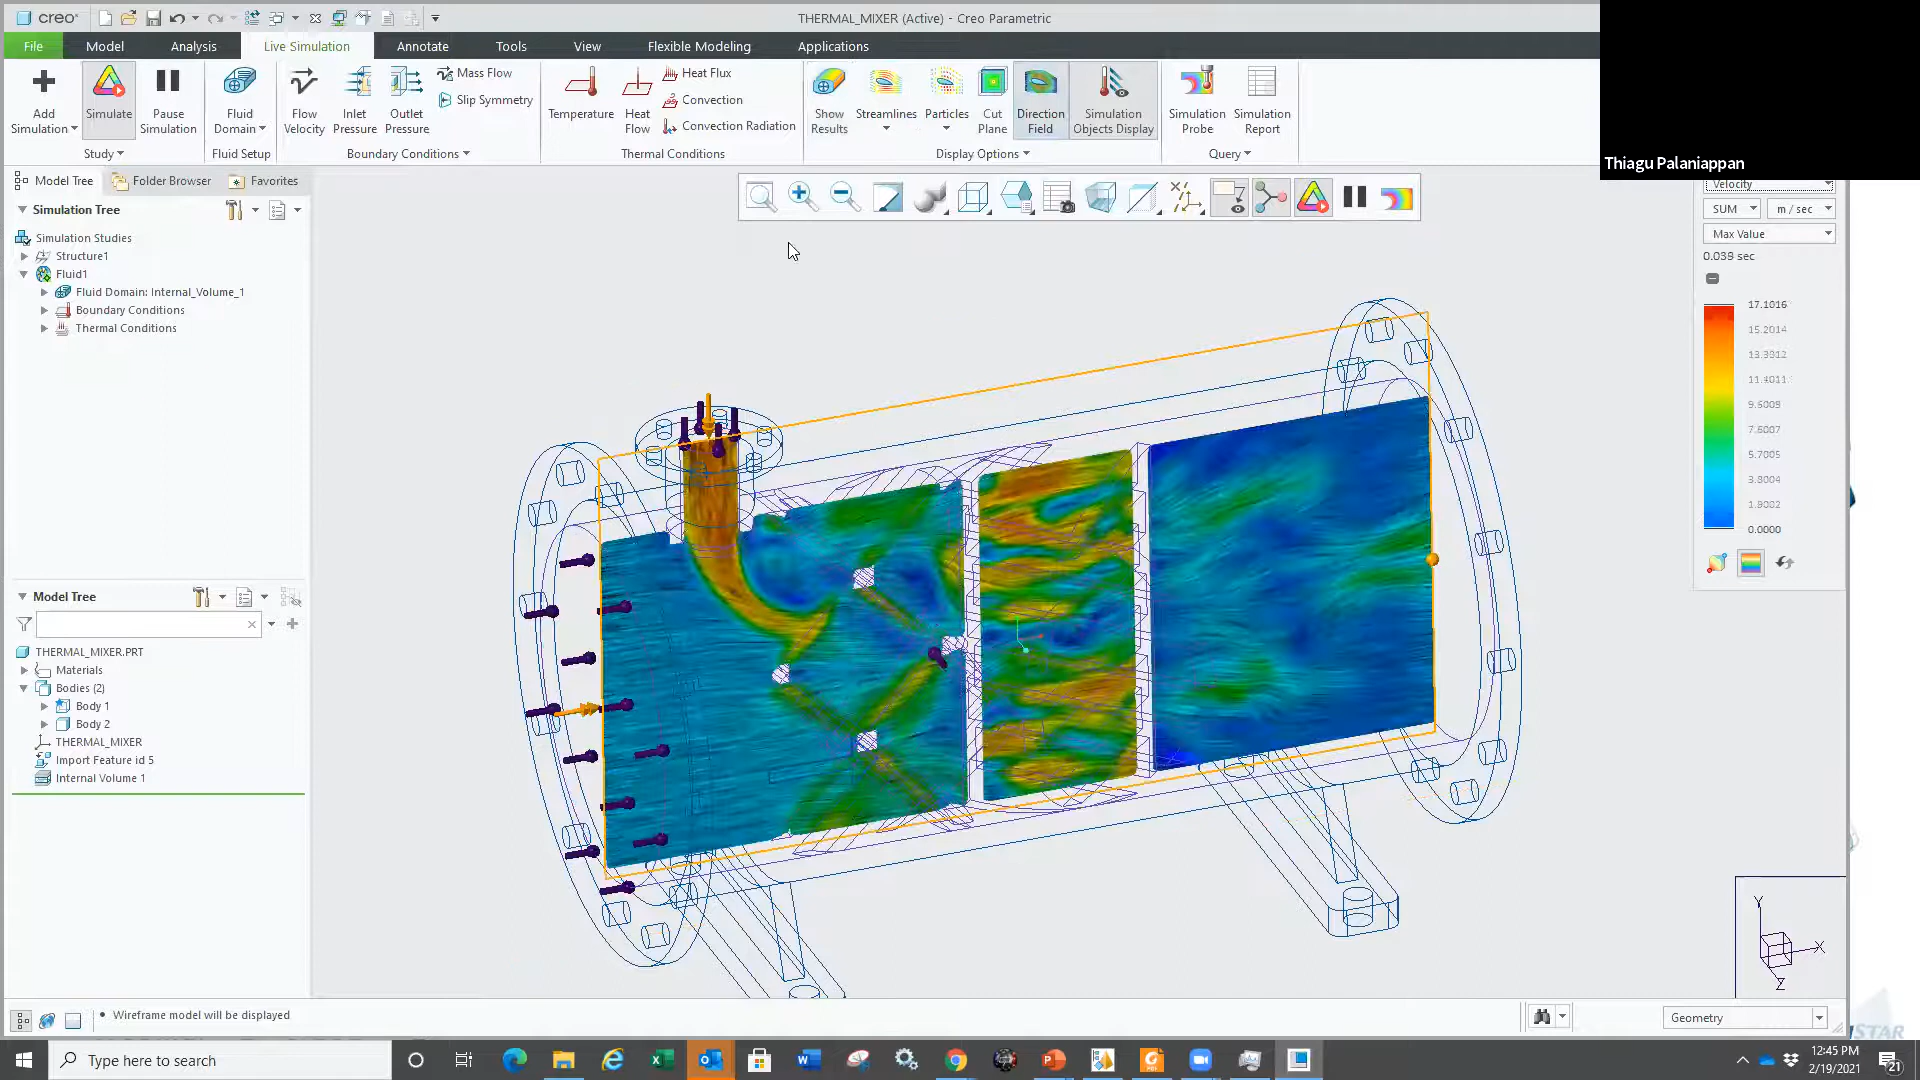 creo®
THERMAL_MIXER (Active) - Creo Parametric
File Model Analysis Live Simulation Annotate Tools View Flexible Modeling Applications
Add Simulation
Simulate
Pause Simulation
Fluid Domain
Flow Velocity
Inlet Pressure
Outlet Pressure
Mass Flow
Slip Symmetry
Temperature
Heat Flow
Heat Flux
Convection
Convection Radiation
Show Results
Streamlines
Particles
Cut Plane
Direction Field
Simulation Objects Display
Simulation Probe
Simulation Report
Study Fluid Setup Boundary Conditions Thermal Conditions Display Options Query
Thiagu Palaniappan
Model Tree Folder Browser Favorites
Simulation Tree
Simulation Studies
Structure1
Fluid1
Fluid Domain: Internal_Volume_1
Boundary Conditions
Thermal Conditions
Model Tree
THERMAL_MIXER.PRT
Materials
Bodies (2)
Body 1
Body 2
THERMAL_MIXER
Import Feature id 5
Internal Volume 1
Velocity
SUM m / sec
Max Value
0.039 sec
17.1016
15.2014
13.3012
11.4011
9.5009
7.6007
5.7005
3.8004
1.9002
0.0000
Y
X
Z
Wireframe model will be displayed
Geometry
STAR
Type here to search
12:45 PM
2/19/2021
21